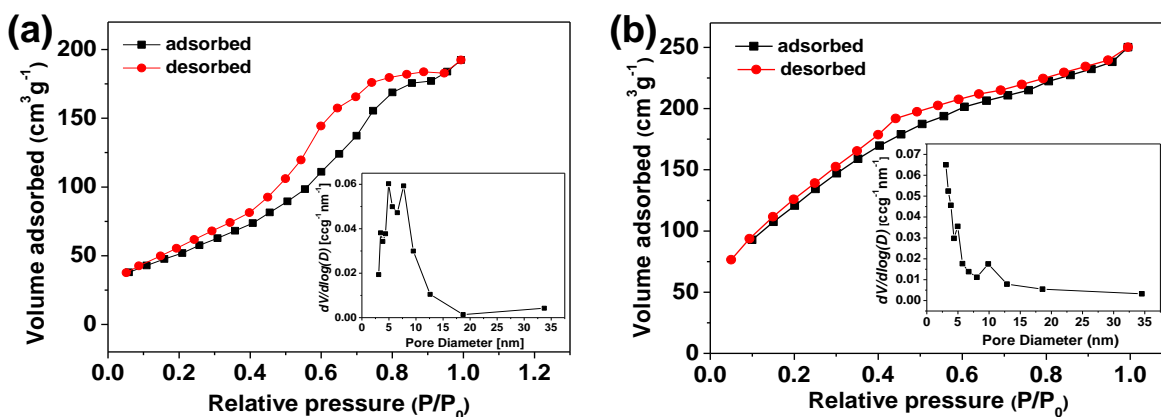 (a)
adsorbed
desorbed
Volume adsorbed (cm³g⁻¹)
200
150
100
50
0
0.0 0.2 0.4 0.6 0.8 1.0 1.2
Relative pressure (P/P₀)
dV/dlog(D) [ccg⁻¹nm⁻¹]
0.06
0.04
0.02
0.00
0 5 10 15 20 25 30 35
Pore Diameter [nm]
(b)
adsorbed
desorbed
Volume adsorbed (cm³g⁻¹)
250
200
150
100
50
0
0.0 0.2 0.4 0.6 0.8 1.0
Relative pressure (P/P₀)
dV/dlog(D) (ccg⁻¹nm⁻¹)
0.07
0.06
0.05
0.04
0.03
0.02
0.01
0.00
0 5 10 15 20 25 30 35
Pore Diameter (nm)